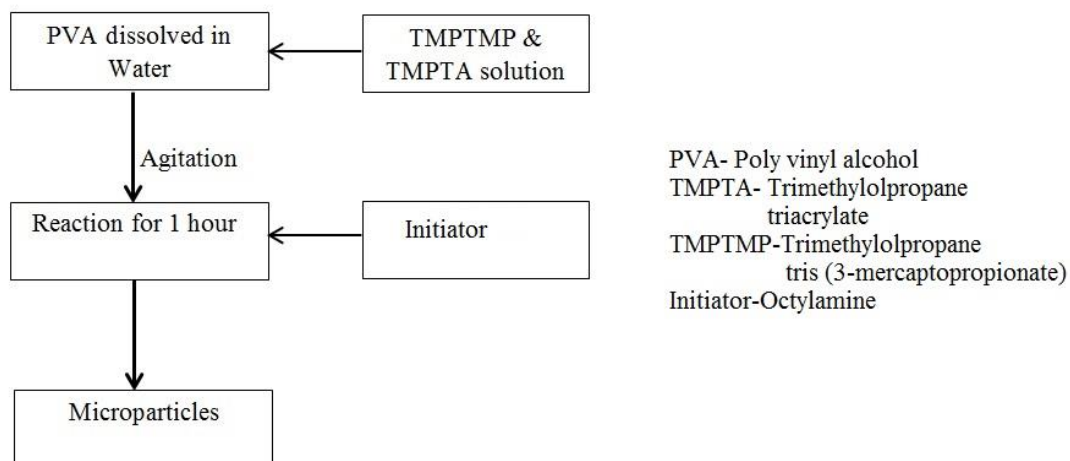 PVA dissolved in
Water
TMPTMP &
TMPTA solution
Agitation
Reaction for 1 hour
Initiator
Microparticles
PVA- Poly vinyl alcohol
TMPTA- Trimethylolpropane
triacrylate
TMPTMP-Trimethylolpropane
tris (3-mercaptopropionate)
Initiator-Octylamine